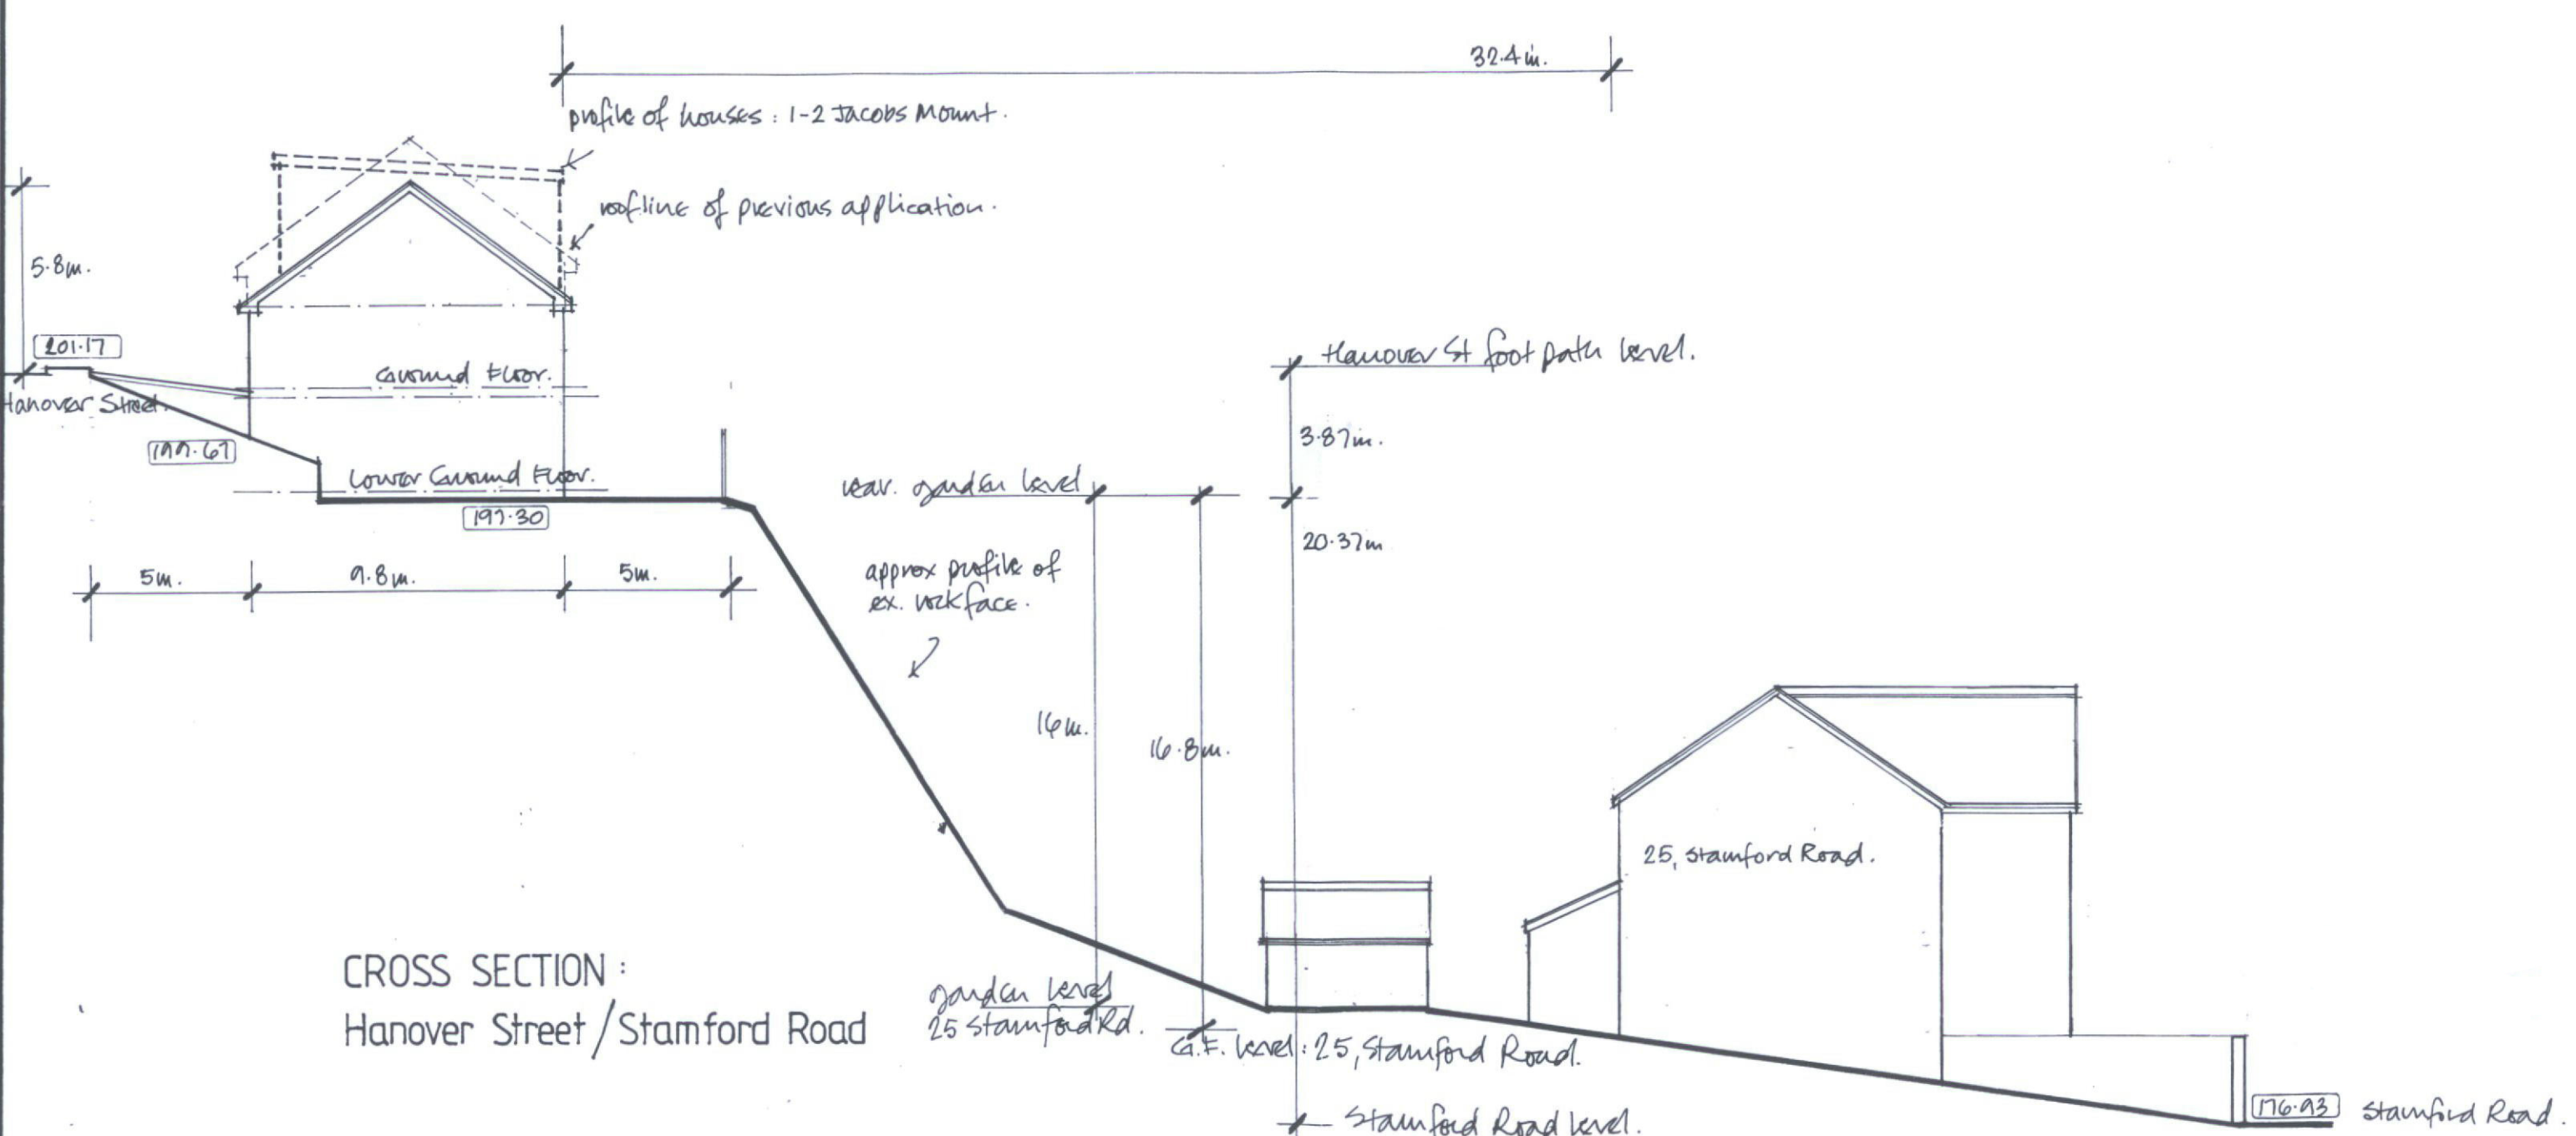 32.4m.
profile of houses: 1-2 Jacobs Mount.
roofline of previous application.
5.8m.
201.17
Hanover Street.
199.67
Ground Floor.
Lower Ground Floor.
197.30
5m.
9.8m.
5m.
Hanover St foot path level.
3.87m.
rear. garden level
20.37m
approx profile of
ex. rockface.
16m.
16.8m.
25, Stamford Road.
CROSS SECTION:
Hanover Street/Stamford Road
garden level
25 Stamford Rd.
G.F. level: 25, Stamford Road.
Stamford Road level.
176.93
Stamford Road.